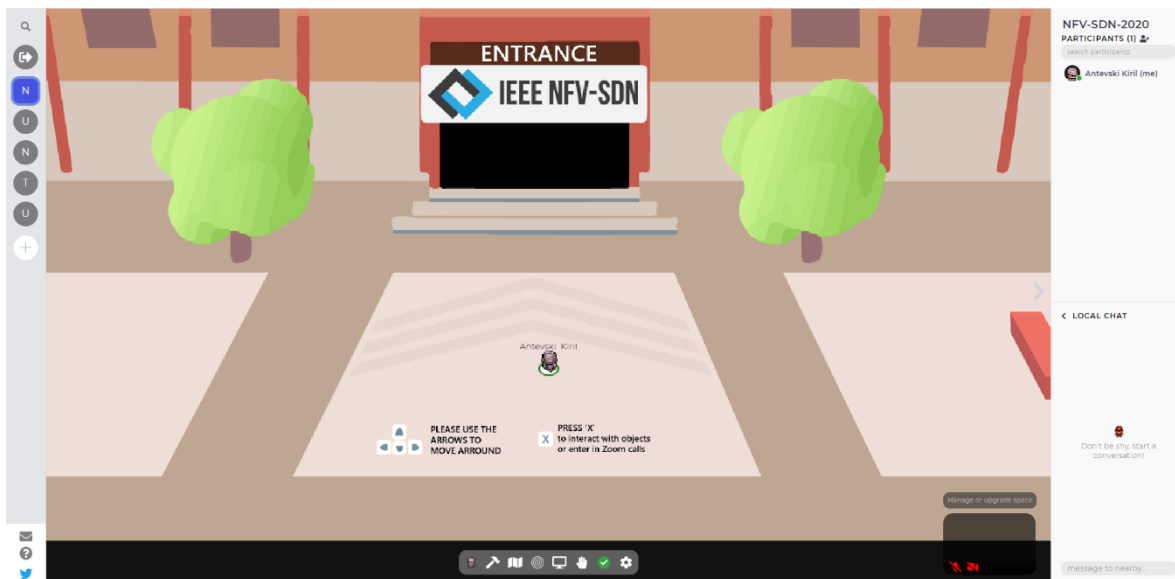 N
U
N
T
U
ENTRANCE
IEEE NFV-SDN
Antevski Kiril
PLEASE USE THE
ARROWS TO
MOVE ARROUND
X
PRESS 'X'
to interact with objects
or enter in Zoom calls
Manage or upgrade space
NFV-SDN-2020
PARTICIPANTS (1)
search participants
Antevski Kiril (me)
LOCAL CHAT
Don't be shy, start a
conversation!
message to nearby...